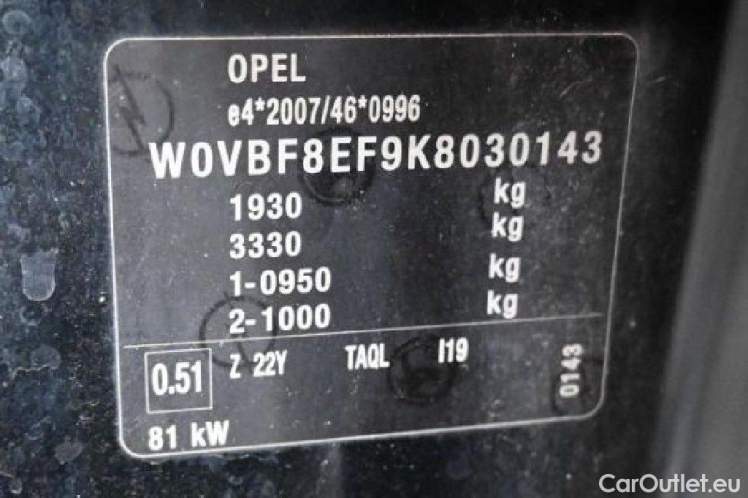 OPEL
e4*2007/46*0996
W0VBF8EF9K8030143
1930 kg
3330 kg
1-0950 kg
2-1000 kg
0.51 Z 22Y TAQL I19 0143
81 kW
CarOutlet.eu